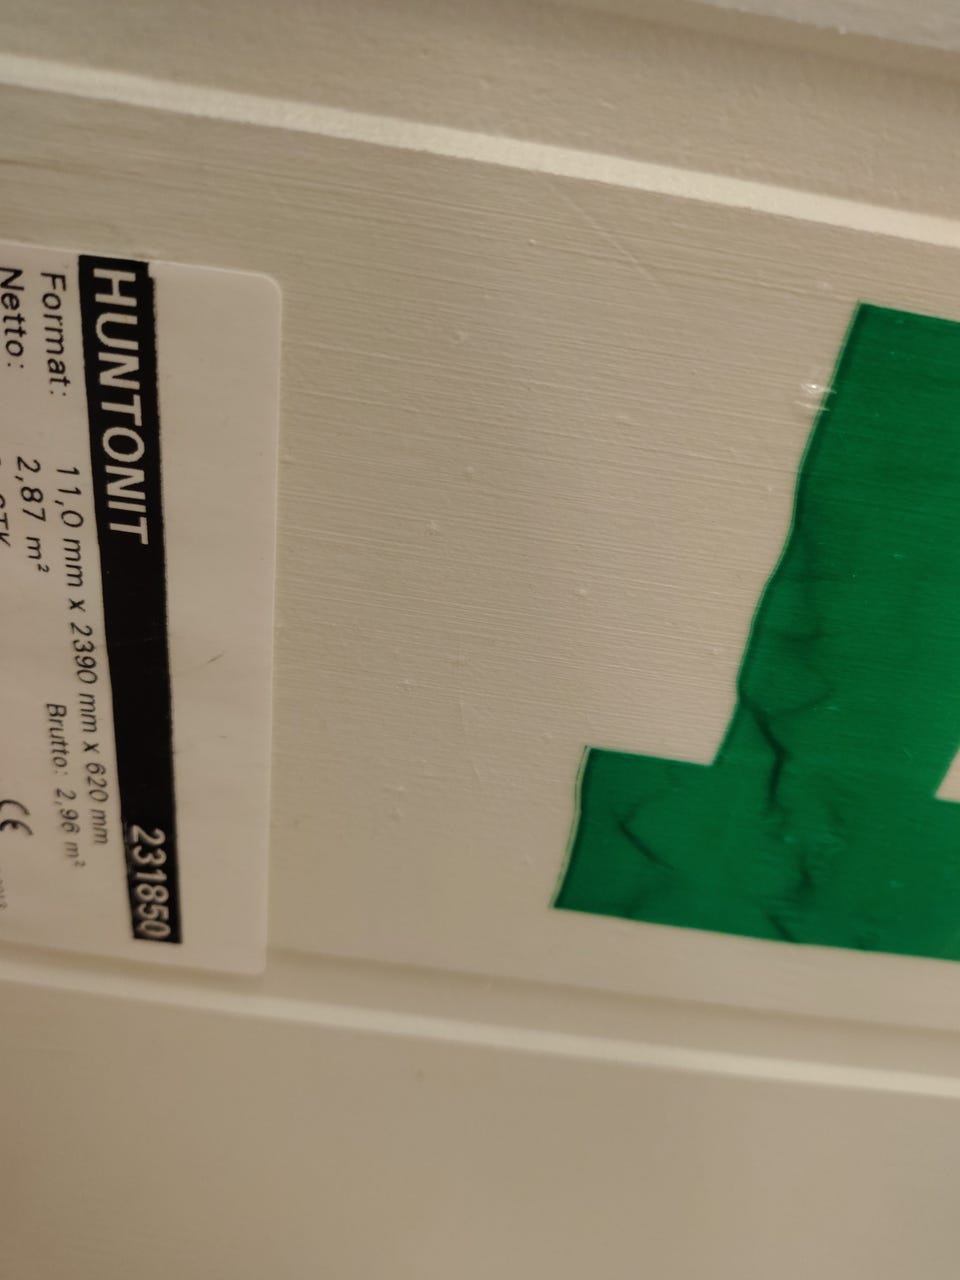 HUNTONIT 231850
Format: 11,0 mm x 2390 mm x 620 mm
Netto: 2,87 m² Brutto: 2,96 m²
CE